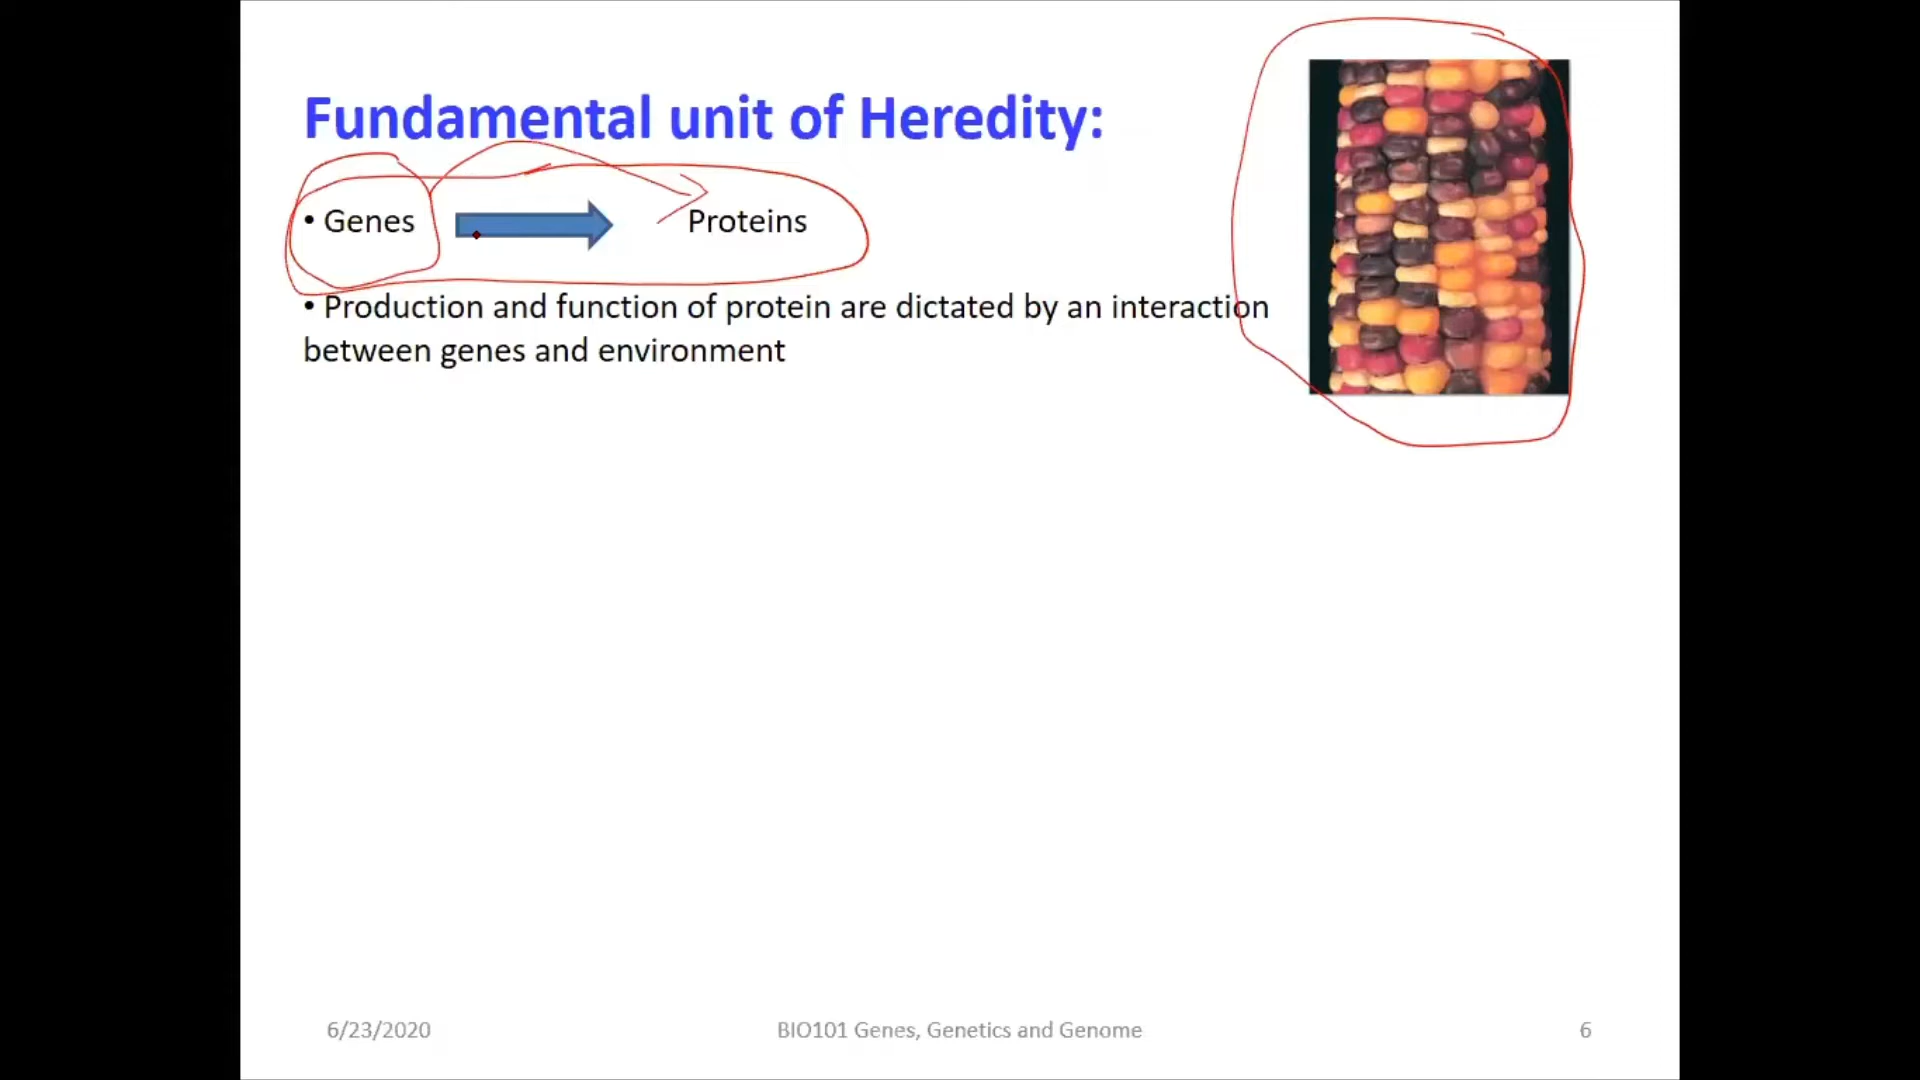 Fundamental unit of Heredity:
• Genes Proteins
• Production and function of protein are dictated by an interaction
between genes and environment
6/23/2020 BIO101 Genes, Genetics and Genome 6